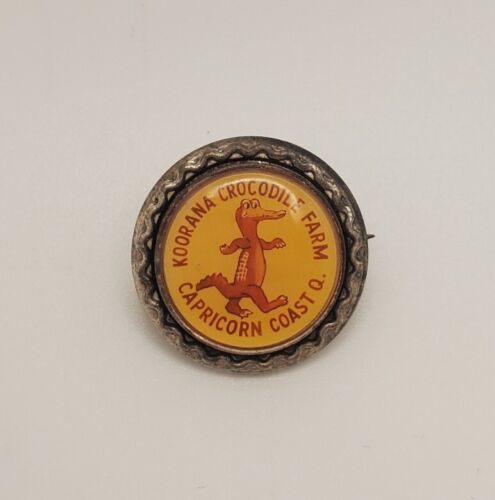 KOORANA CROCODILE FARM
CAPRICORN COAST Q.